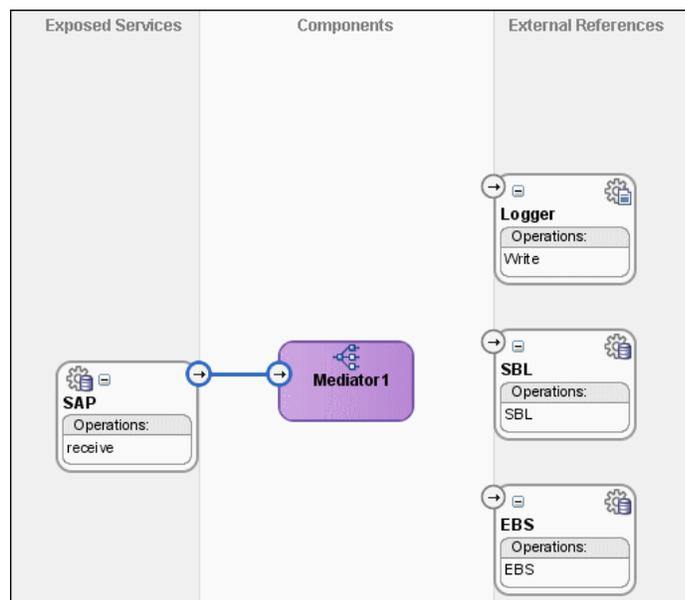 Exposed Services
Components
External References
Logger
Operations:
Write
SBL
Operations:
SBL
Mediator1
SAP
Operations:
receive
EBS
Operations:
EBS